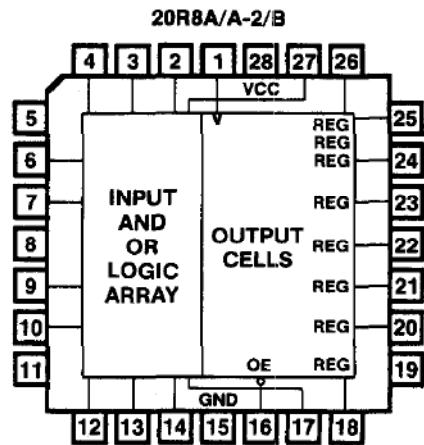 20R8A/A-2/B
4 3 2 1 28 27 26
VCC
5 REG 25
REG
6 REG 24
7 REG 23
8 REG 22
9 REG 21
10 REG 20
11 OE REG 19
INPUT
AND
OR
LOGIC
ARRAY
OUTPUT
CELLS
GND
12 13 14 15 16 17 18